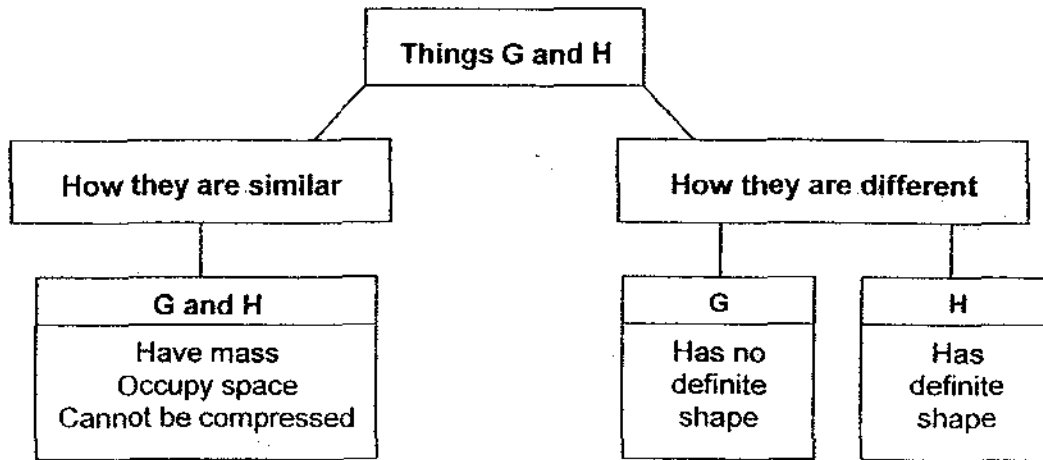 Things G and H
How they are similar
How they are different
G and H
Have mass
Occupy space
Cannot be compressed
G
Has no
definite
shape
H
Has
definite
shape